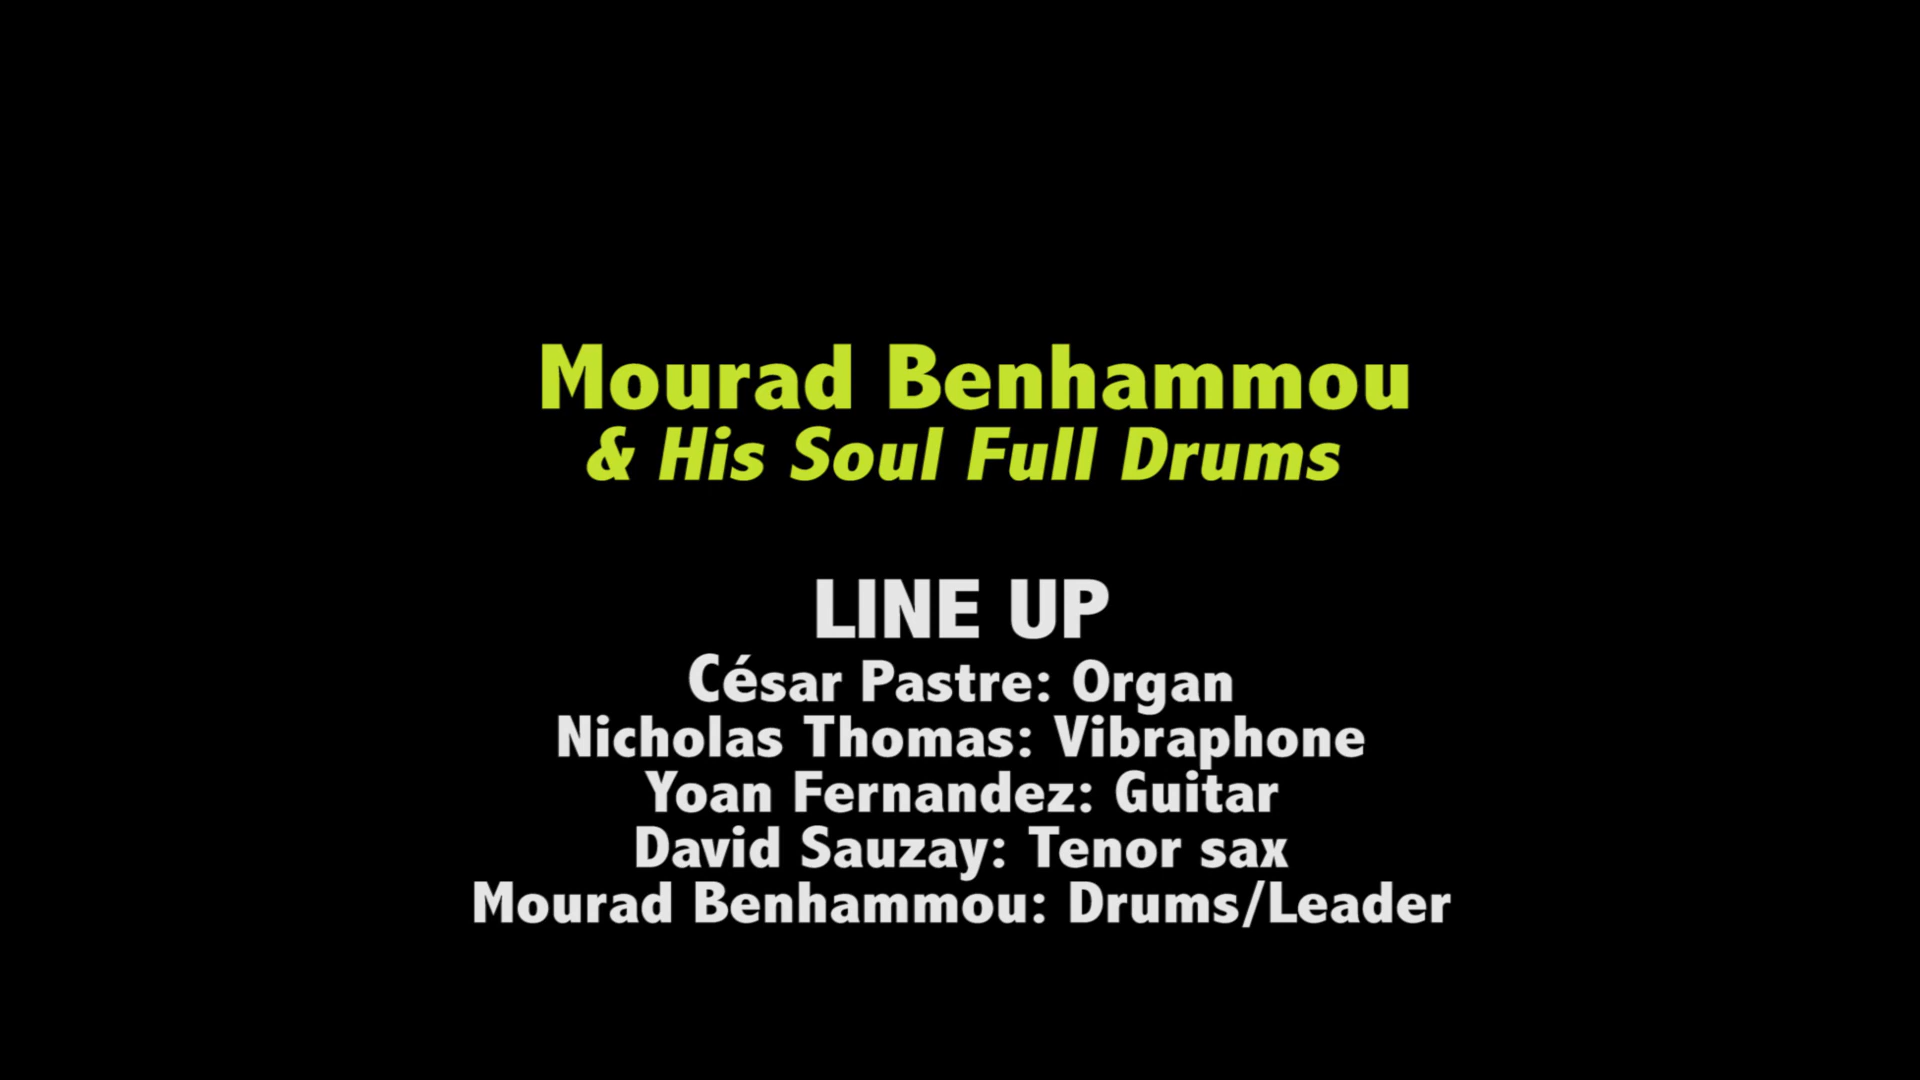 Mourad Benhammou
& His Soul Full Drums
LINE UP
César Pastre: Organ
Nicholas Thomas: Vibraphone
Yoan Fernandez: Guitar
David Sauzay: Tenor sax
Mourad Benhammou: Drums/Leader